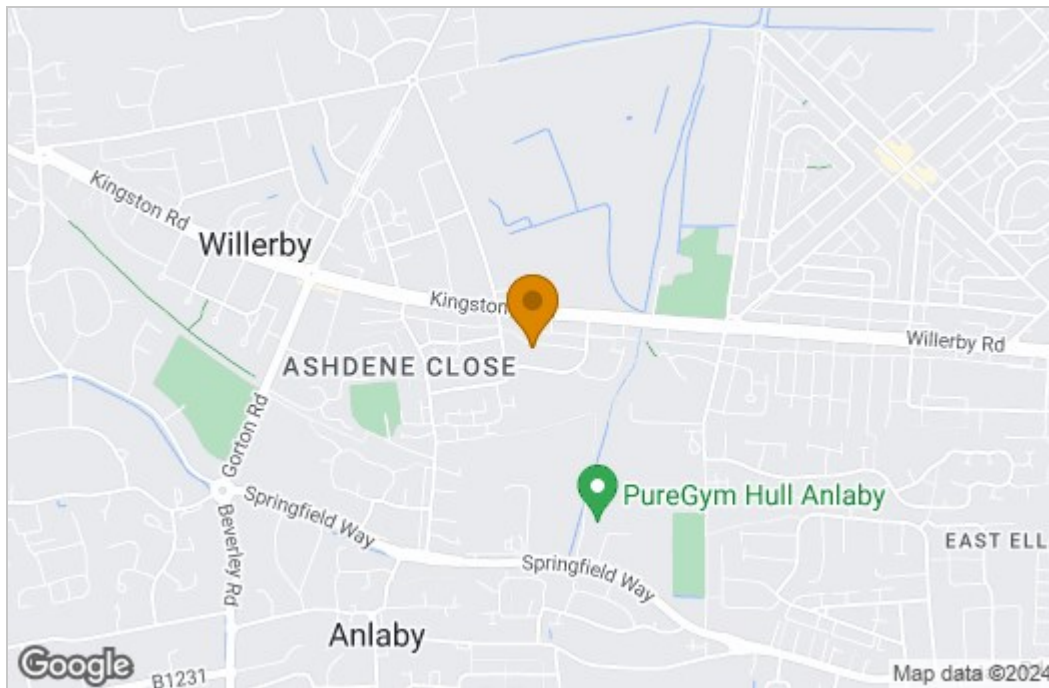 Kingston Rd
Willerby
Kingston
Willerby Rd
ASHDENE CLOSE
Gorton Rd
Springfield Way
PureGym Hull Anlaby
Beverley Rd
EAST ELL
Springfield Way
Anlaby
B1231
Google
Map data ©2024